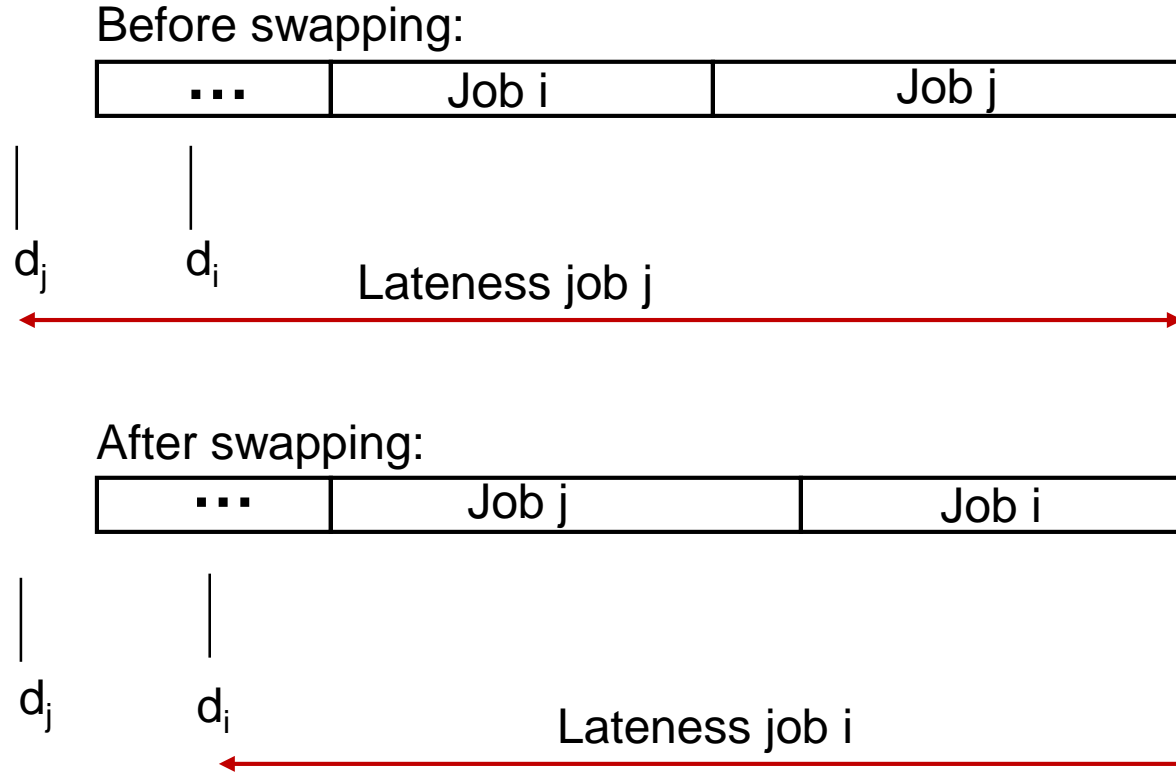 Before swapping:
... Job i Job j
dj di
Lateness job j
After swapping:
... Job j Job i
dj di
Lateness job i